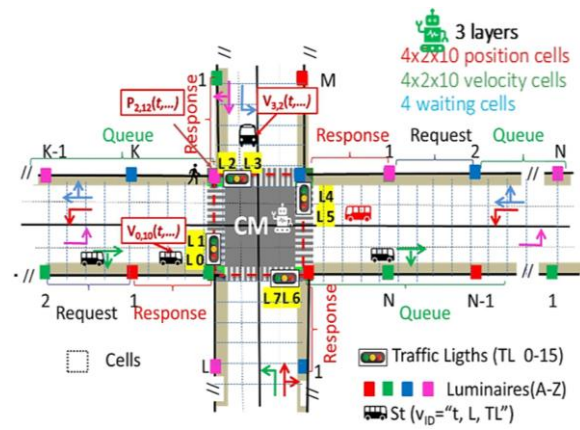 3 layers
4x2x10 position cells
4x2x10 velocity cells
4 waiting cells
1
M
P2,12(t,...)
V3,2(t,...)
Response
Queue
K-1
K
L2
L3
Response
Request
Queue
1
2
N
L4
L5
V0,10(t,...)
CM
L1
L0
2
1
Request
Response
L7L6
N
N-1
1
Queue
Response
L
1
Cells
Traffic Ligths (TL 0-15)
Luminaires(A-Z)
St (vID="t, L, TL")